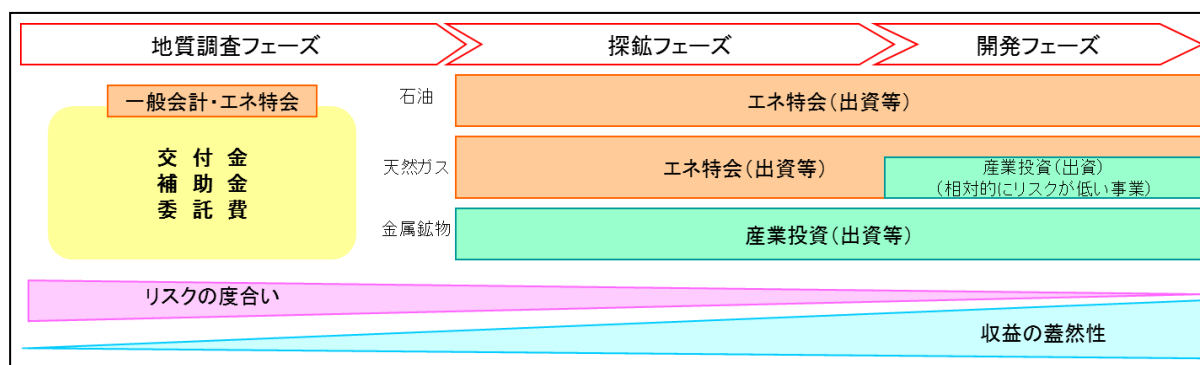 地質調査フェーズ
探鉱フェーズ
開発フェーズ
一般会計・エネ特会
交 付 金
補 助 金
委 託 費
石油
エネ特会(出資等)
天然ガス
エネ特会(出資等)
産業投資(出資)
(相対的にリスクが低い事業)
金属鉱物
産業投資(出資等)
リスクの度合い
収益の蓋然性